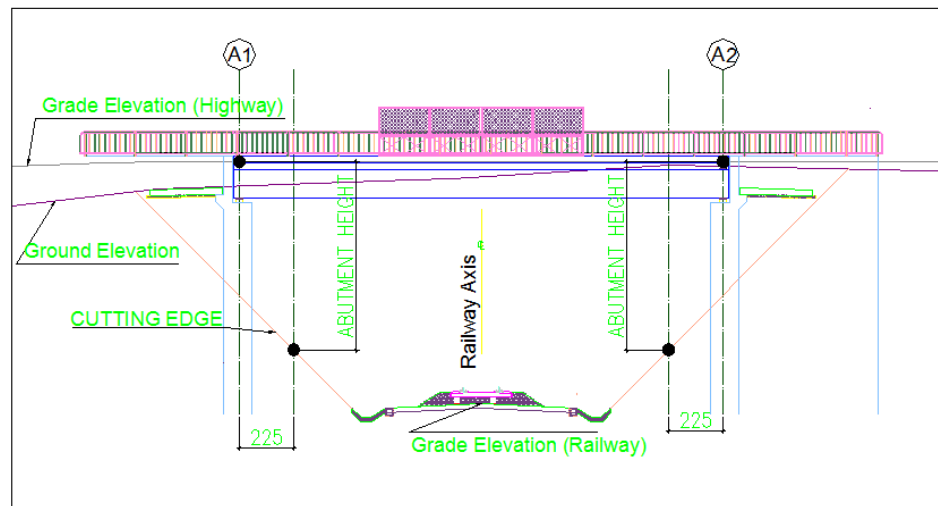 A1
A2
Grade Elevation (Highway)
Ground Elevation
ABUTMENT HEIGHT
Railway Axis
ABUTMENT HEIGHT
CUTTING EDGE
225
Grade Elevation (Railway)
225